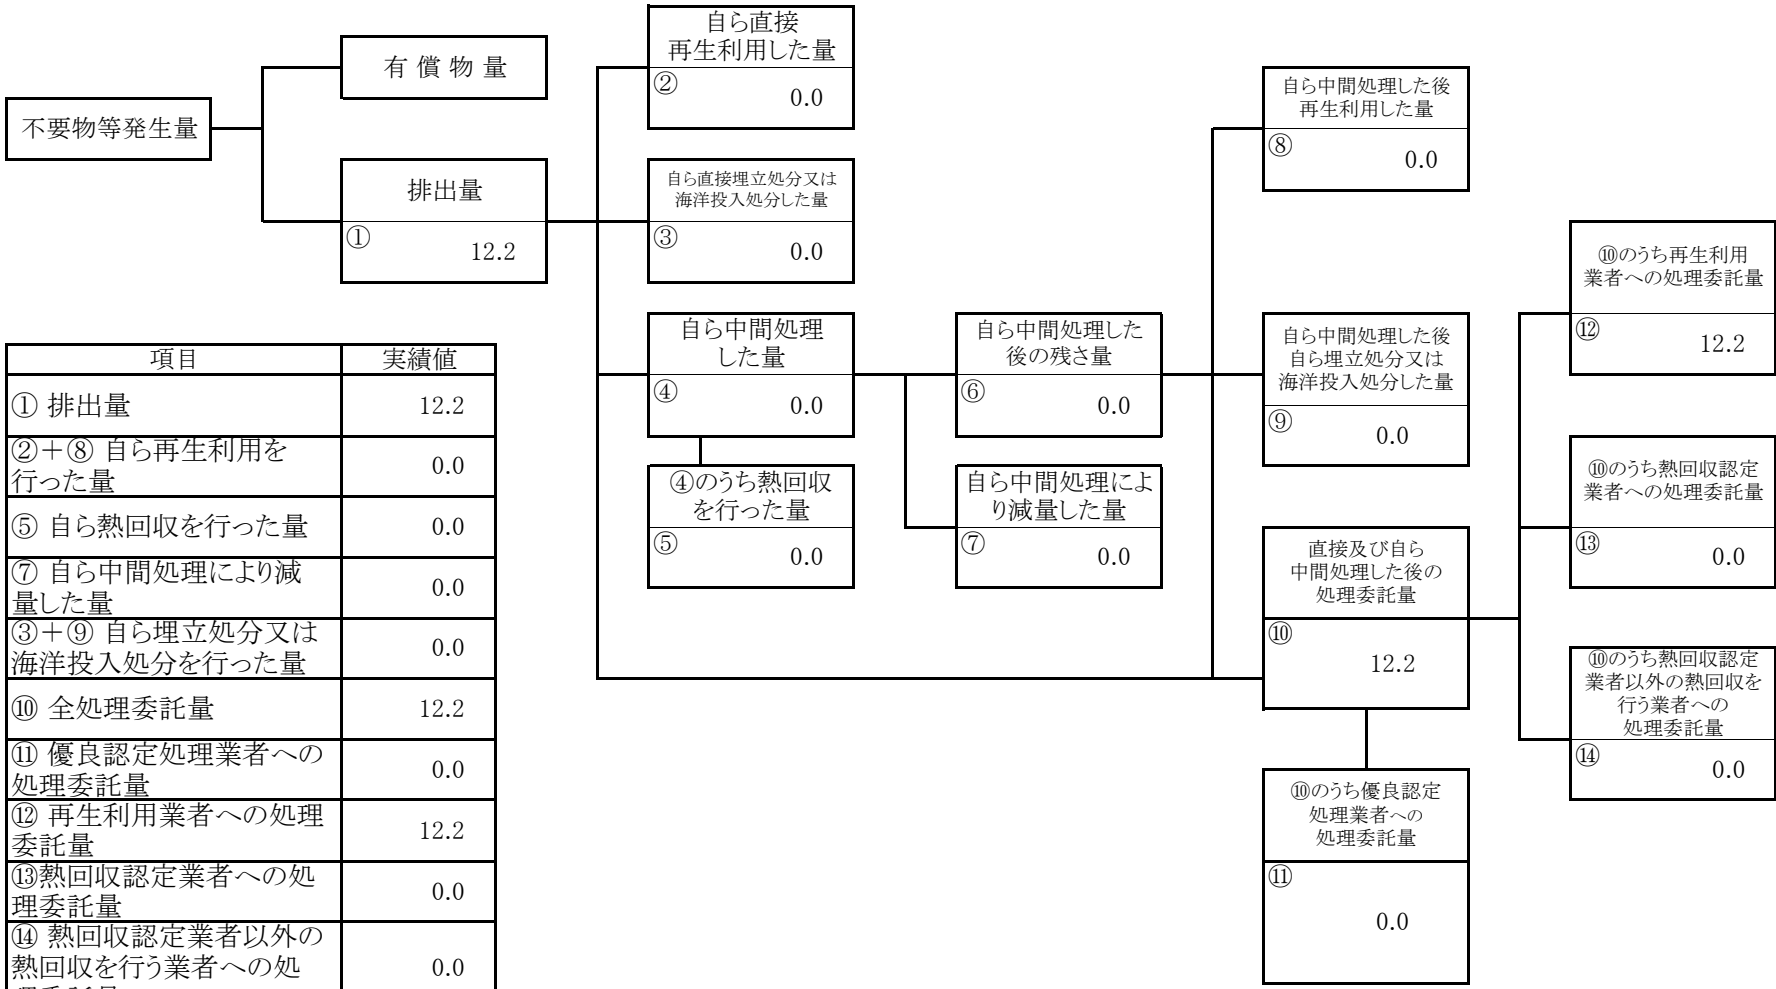 不要物等発生量
有 償 物 量
排出量
①
12.2
自ら直接
再生利用した量
②
0.0
自ら直接埋立処分又は
海洋投入処分した量
③
0.0
自ら中間処理
した量
④
0.0
④のうち熱回収
を行った量
⑤
0.0
自ら中間処理した
後の残さ量
⑥
0.0
自ら中間処理によ
り減量した量
⑦
0.0
自ら中間処理した後
再生利用した量
⑧
0.0
自ら中間処理した後
自ら埋立処分又は
海洋投入処分した量
⑨
0.0
直接及び自ら
中間処理した後の
処理委託量
⑩
12.2
⑩のうち優良認定
処理業者への
処理委託量
⑪
0.0
⑩のうち再生利用
業者への処理委託量
⑫
12.2
⑩のうち熱回収認定
業者への処理委託量
⑬
0.0
⑩のうち熱回収認定
業者以外の熱回収を
行う業者への
処理委託量
⑭
0.0
項目 実績値
① 排出量 12.2
②＋⑧ 自ら再生利用を
行った量 0.0
⑤ 自ら熱回収を行った量 0.0
⑦ 自ら中間処理により減
量した量 0.0
③＋⑨ 自ら埋立処分又は
海洋投入処分を行った量 0.0
⑩ 全処理委託量 12.2
⑪ 優良認定処理業者への
処理委託量 0.0
⑫ 再生利用業者への処理
委託量 12.2
⑬熱回収認定業者への処
理委託量 0.0
⑭ 熱回収認定業者以外の
熱回収を行う業者への処 0.0